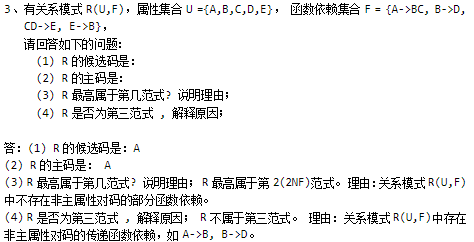 3、有关系模式 R(U,F)，属性集合 U ={A,B,C,D,E}， 函数依赖集合 F = {A->BC, B->D,
CD->E, E->B}，
请回答如下的问题：
(1) R 的候选码是：
(2) R 的主码是：
(3) R 最高属于第几范式? 说明理由；
(4) R 是否为第三范式 ，解释原因；
答：(1) R 的候选码是：A
(2) R 的主码是： A
(3) R 最高属于第几范式? 说明理由；R 最高属于第 2(2NF)范式。理由:关系模式 R(U,F)
中不存在非主属性对码的部分函数依赖。
(4) R 是否为第三范式 ，解释原因； R 不属于第三范式。 理由：关系模式 R(U,F)中存在
非主属性对码的传递函数依赖，如 A->B, B->D。